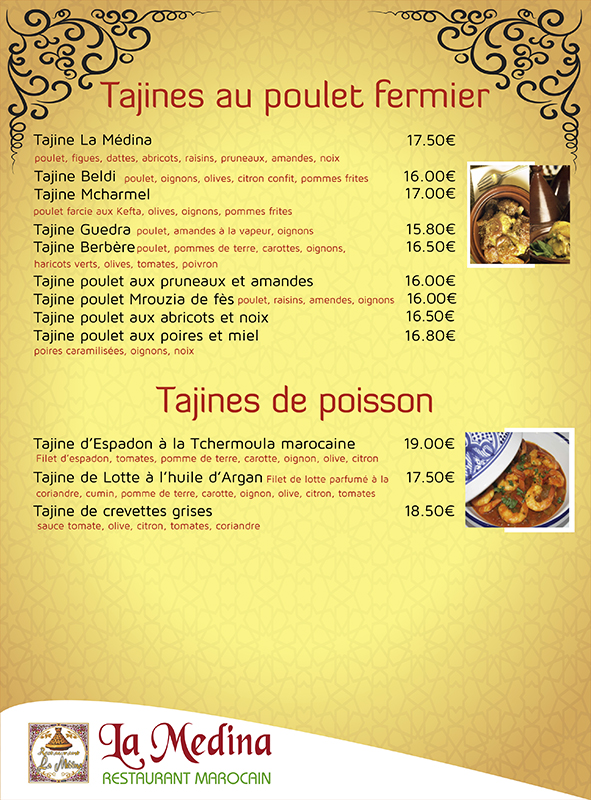 Tajines au poulet fermier
Tajine La Médina 17.50€
poulet, figues, dattes, abricots, raisins, pruneaux, amandes, noix
Tajine Beldi poulet, oignons, olives, citron confit, pommes frites 16.00€
Tajine Mcharmel 17.00€
poulet farcie aux Kefta, olives, oignons, pommes frites
Tajine Guedra poulet, amandes à la vapeur, oignons 15.80€
Tajine Berbère poulet, pommes de terre, carottes, oignons, 16.50€
haricots verts, olives, tomates, poivron
Tajine poulet aux pruneaux et amandes 16.00€
Tajine poulet Mrouzia de fès poulet, raisins, amendes, oignons 16.00€
Tajine poulet aux abricots et noix 16.50€
Tajine poulet aux poires et miel 16.80€
poires caramilisées, oignons, noix
Tajines de poisson
Tajine d'Espadon à la Tchermoula marocaine 19.00€
Filet d'espadon, tomates, pomme de terre, carotte, oignon, olive, citron
Tajine de Lotte à l'huile d'Argan Filet de lotte parfumé à la 17.50€
coriandre, cumin, pomme de terre, carotte, oignon, olive, citron, tomates
Tajine de crevettes grises 18.50€
sauce tomate, olive, citron, tomates, coriandre
La Medina
RESTAURANT MAROCAIN